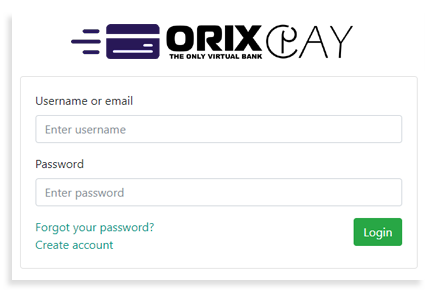 ORIX PAY
THE ONLY VIRTUAL BANK
Username or email
Enter username
Password
Enter password
Forgot your password?
Login
Create account